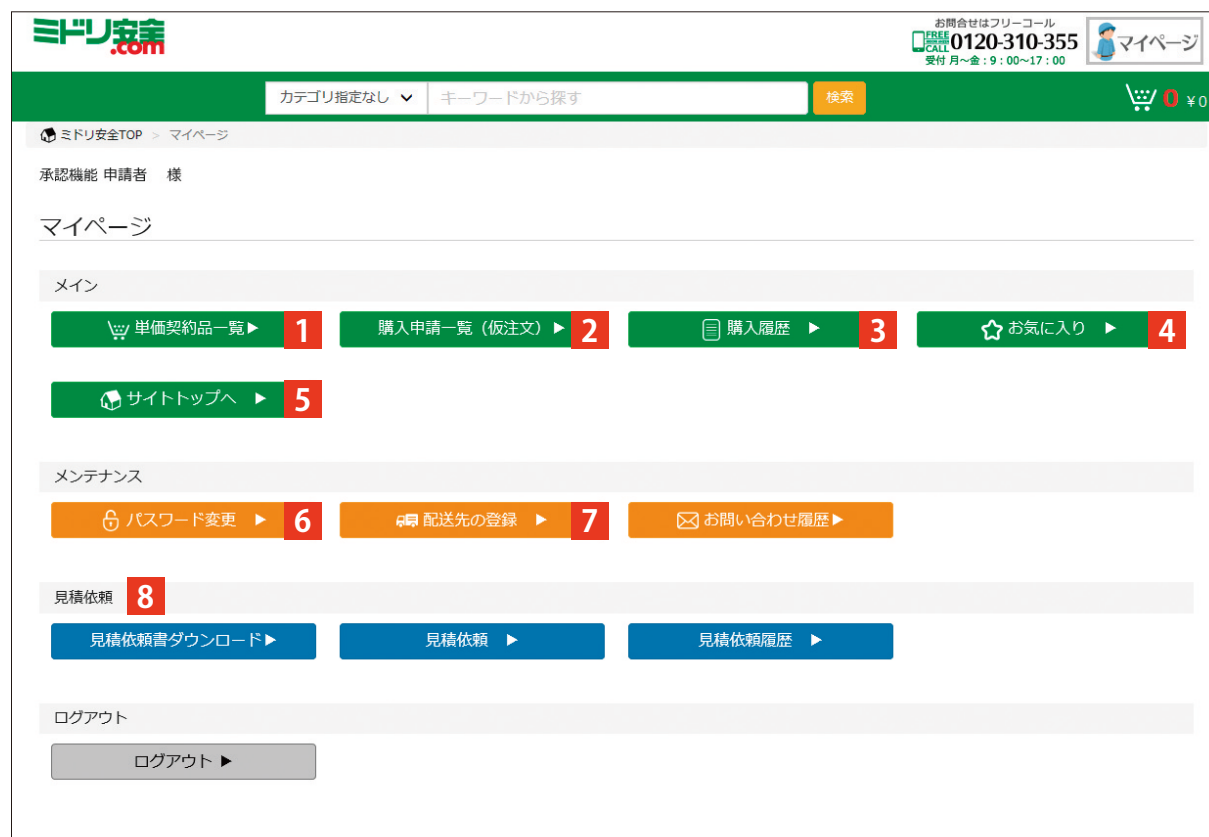 ミドリ安全.com
お問合せはフリーコール
FREE CALL 0120-310-355
受付 月～金：9：00～17：00
マイページ
カテゴリ指定なし キーワードから探す 検索
0 ¥0
ミドリ安全TOP > マイページ
承認機能 申請者 様
マイページ
メイン
単価契約品一覧▶ 1
購入申請一覧（仮注文）▶ 2
購入履歴 ▶ 3
お気に入り ▶ 4
サイトトップへ ▶ 5
メンテナンス
パスワード変更 ▶ 6
配送先の登録 ▶ 7
お問い合わせ履歴▶
見積依頼 8
見積依頼書ダウンロード▶
見積依頼 ▶
見積依頼履歴 ▶
ログアウト
ログアウト ▶